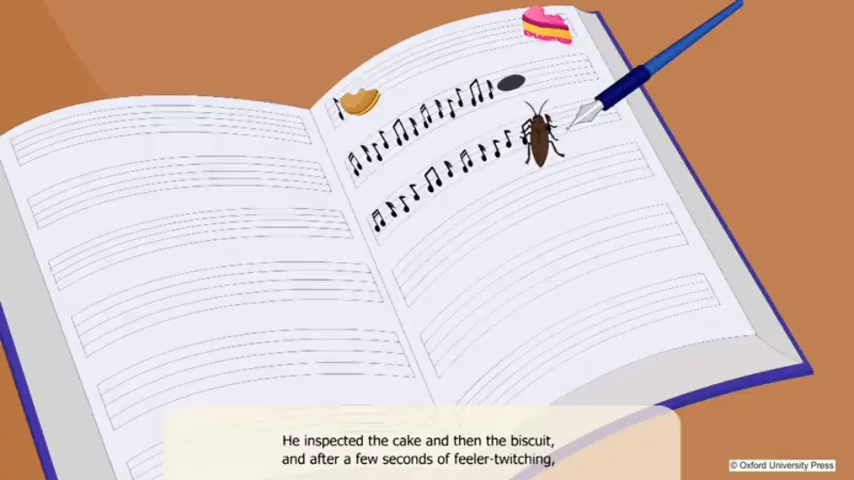 He inspected the cake and then the biscuit,
and after a few seconds of feeler-twitching,
© Oxford University Press